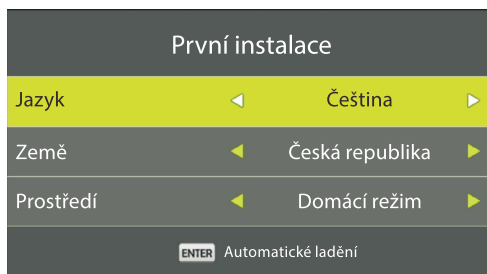 První instalace
Jazyk Čeština
Země Česká republika
Prostředí Domácí režim
ENTER Automatické ladění